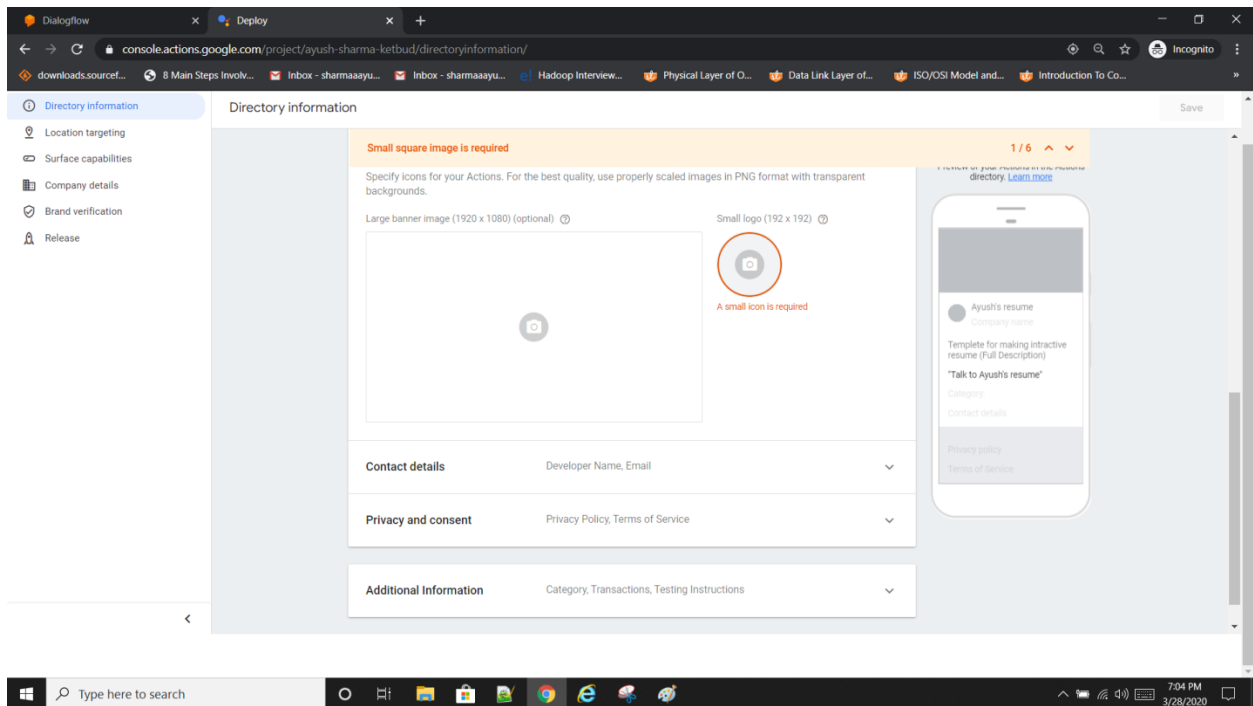 Dialogflow
Deploy
console.actions.google.com/project/ayush-sharma-ketbud/directoryinformation/
Incognito
downloads.sourcef...
8 Main Steps Involv...
Inbox - sharmaaayu...
Inbox - sharmaaayu...
Hadoop Interview...
Physical Layer of O...
Data Link Layer of...
ISO/OSI Model and...
Introduction To Co...
»
Directory information
Location targeting
Surface capabilities
Company details
Brand verification
Release
Directory information
Save
Small square image is required
1 / 6
Specify icons for your Actions. For the best quality, use properly scaled images in PNG format with transparent
backgrounds.
Large banner image (1920 x 1080) (optional)
Small logo (192 x 192)
A small icon is required
Contact details
Developer Name, Email
Privacy and consent
Privacy Policy, Terms of Service
Additional Information
Category, Transactions, Testing Instructions
Preview of your Actions in the Actions
directory. Learn more
Ayush's resume
Company name
Templete for making intractive
resume (Full Description)
"Talk to Ayush's resume"
Category
Contact details
Privacy policy
Terms of Service
Type here to search
7:04 PM
3/28/2020